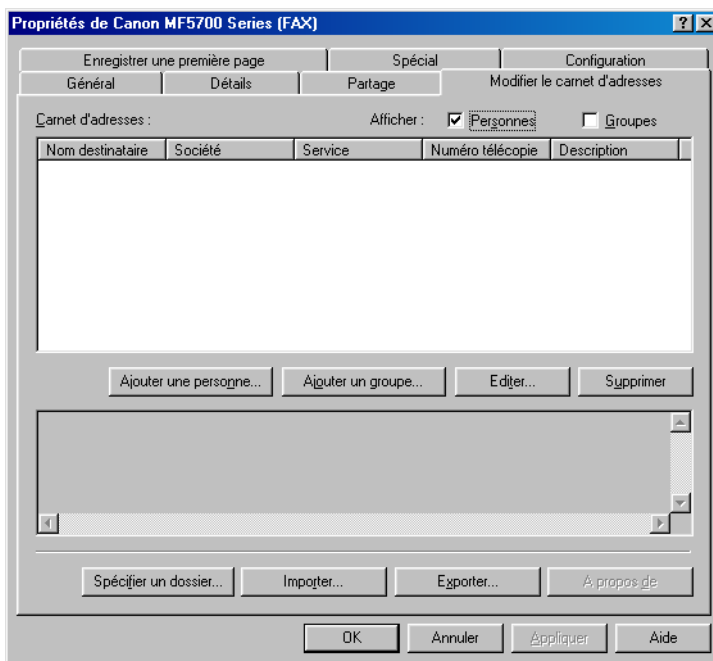 Propriétés de Canon MF5700 Series (FAX)
Enregistrer une première page Spécial Configuration
Général Détails Partage Modifier le carnet d'adresses
Carnet d'adresses : Afficher : Personnes Groupes
Nom destinataire Société Service Numéro télécopie Description
Ajouter une personne... Ajouter un groupe... Editer... Supprimer
Spécifier un dossier... Importer... Exporter... A propos de
OK Annuler Appliquer Aide